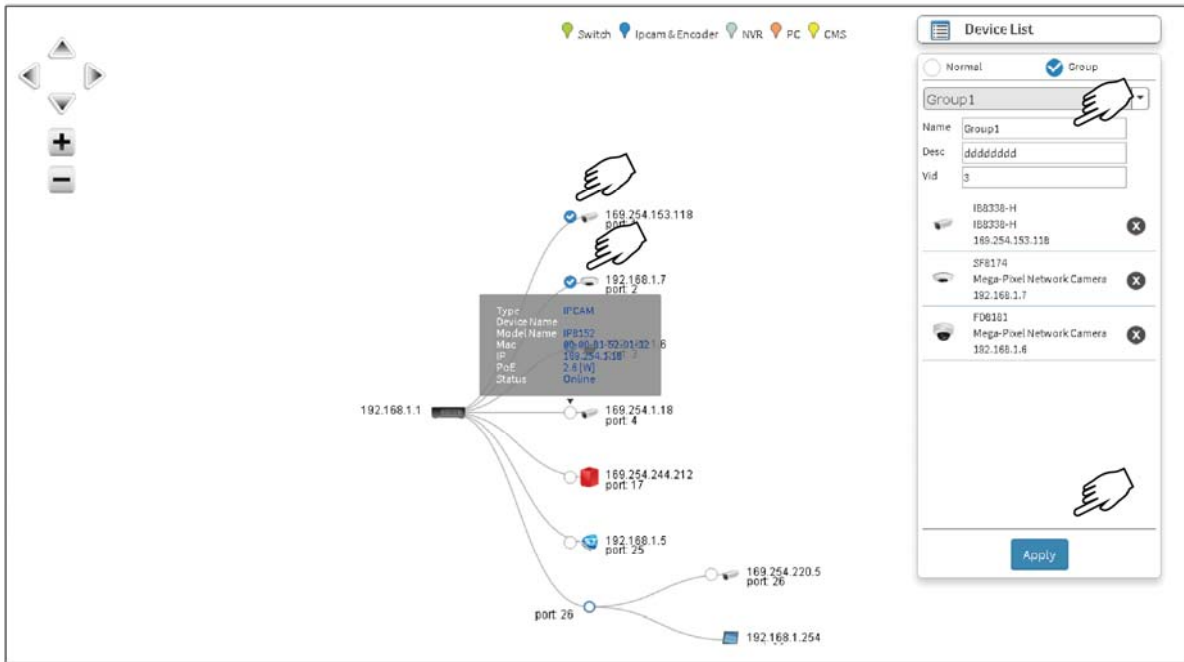 Switch Ipcam & Encoder NVR PC CMS
Device List
Normal Group
Group1
Name Group1
Desc dddddddd
Vid 3
IB8338-H
IB8338-H
169.254.153.118
SF8174
Mega-Pixel Network Camera
192.168.1.7
FD8181
Mega-Pixel Network Camera
192.168.1.6
Apply
169.254.153.118
port:
192.168.1.7
port: 2
Type IPCAM
Device Name
Model Name IP8152
Mac
IP 169.254.1.18
PoE 2.6 [W]
Status Online
192.168.1.1
169.254.1.18
port: 4
169.254.244.212
port: 17
192.168.1.5
port: 25
port: 26
169.254.220.5
port: 26
192.168.1.254